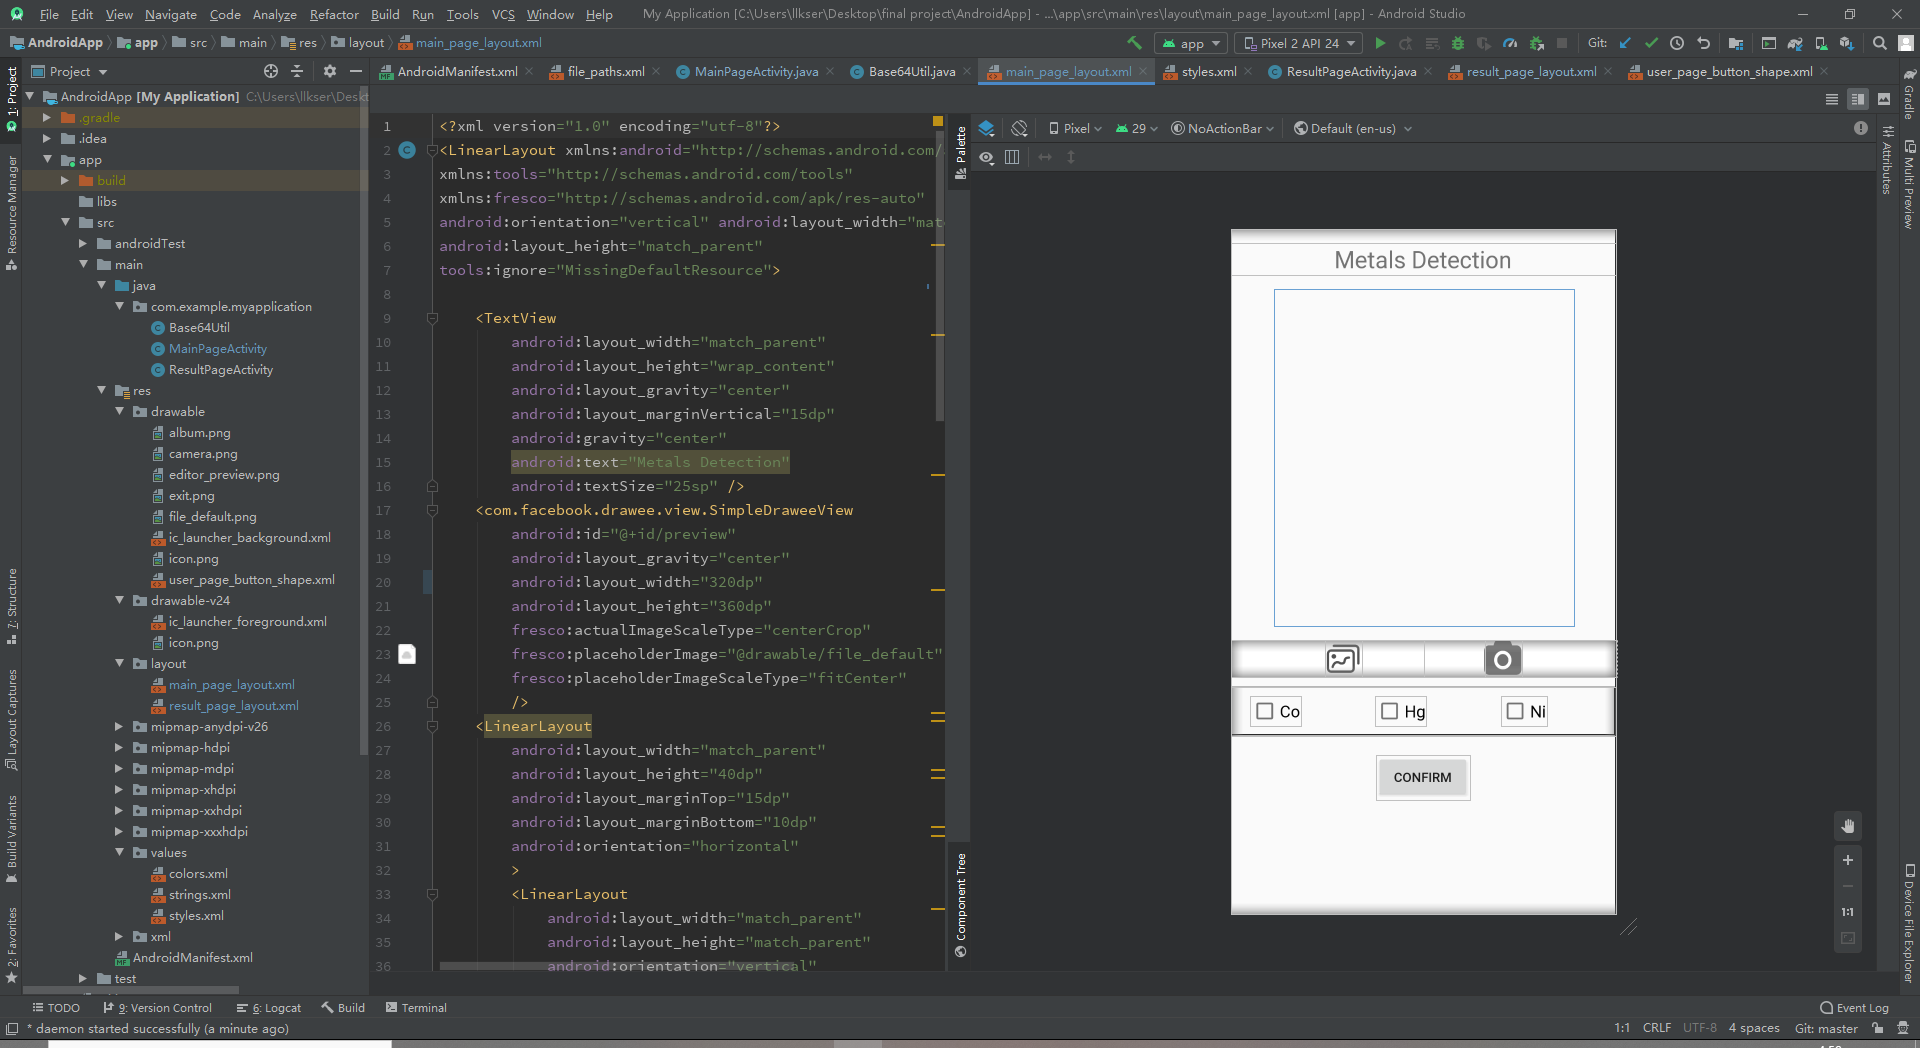 File Edit View Navigate Code Analyze Refactor Build Run Tools VCS Window Help My Application [C:\Users\llkser\Desktop\final project\AndroidApp] - ...\app\src\main\res\layout\main_page_layout.xml [app] - Android Studio
AndroidApp app src main res layout main_page_layout.xml app Pixel 2 API 24 Git:
Project AndroidManifest.xml file_paths.xml MainPageActivity.java Base64Util.java main_page_layout.xml styles.xml ResultPageActivity.java result_page_layout.xml user_page_button_shape.xml
1: Project
Resource Manager
7: Structure
Layout Captures
Build Variants
2: Favorites
AndroidApp [My Application] C:\Users\llkser\Deskt
.gradle
.idea
app
build
libs
src
androidTest
main
java
com.example.myapplication
Base64Util
MainPageActivity
ResultPageActivity
res
drawable
album.png
camera.png
editor_preview.png
exit.png
file_default.png
ic_launcher_background.xml
icon.png
user_page_button_shape.xml
drawable-v24
ic_launcher_foreground.xml
icon.png
layout
main_page_layout.xml
result_page_layout.xml
mipmap-anydpi-v26
mipmap-hdpi
mipmap-mdpi
mipmap-xhdpi
mipmap-xxhdpi
mipmap-xxxhdpi
values
colors.xml
strings.xml
styles.xml
xml
AndroidManifest.xml
test
1 <?xml version="1.0" encoding="utf-8"?>
2 <LinearLayout xmlns:android="http://schemas.android.com/
3 xmlns:tools="http://schemas.android.com/tools"
4 xmlns:fresco="http://schemas.android.com/apk/res-auto"
5 android:orientation="vertical" android:layout_width="mat
6 android:layout_height="match_parent"
7 tools:ignore="MissingDefaultResource">
8
9 <TextView
10 android:layout_width="match_parent"
11 android:layout_height="wrap_content"
12 android:layout_gravity="center"
13 android:layout_marginVertical="15dp"
14 android:gravity="center"
15 android:text="Metals Detection"
16 android:textSize="25sp" />
17 <com.facebook.drawee.view.SimpleDraweeView
18 android:id="@+id/preview"
19 android:layout_gravity="center"
20 android:layout_width="320dp"
21 android:layout_height="360dp"
22 fresco:actualImageScaleType="centerCrop"
23 fresco:placeholderImage="@drawable/file_default"
24 fresco:placeholderImageScaleType="fitCenter"
25 />
26 <LinearLayout
27 android:layout_width="match_parent"
28 android:layout_height="40dp"
29 android:layout_marginTop="15dp"
30 android:layout_marginBottom="10dp"
31 android:orientation="horizontal"
32 >
33 <LinearLayout
34 android:layout_width="match_parent"
35 android:layout_height="match_parent"
36 android:orientation="vertical"
Palette
Component Tree
Pixel 29 NoActionBar Default (en-us)
Metals Detection
Co Hg Ni
CONFIRM
1:1
Attributes
Gradle
Multi Preview
Device File Explorer
TODO 9: Version Control 6: Logcat Build Terminal Event Log
* daemon started successfully (a minute ago) 1:1 CRLF UTF-8 4 spaces Git: master